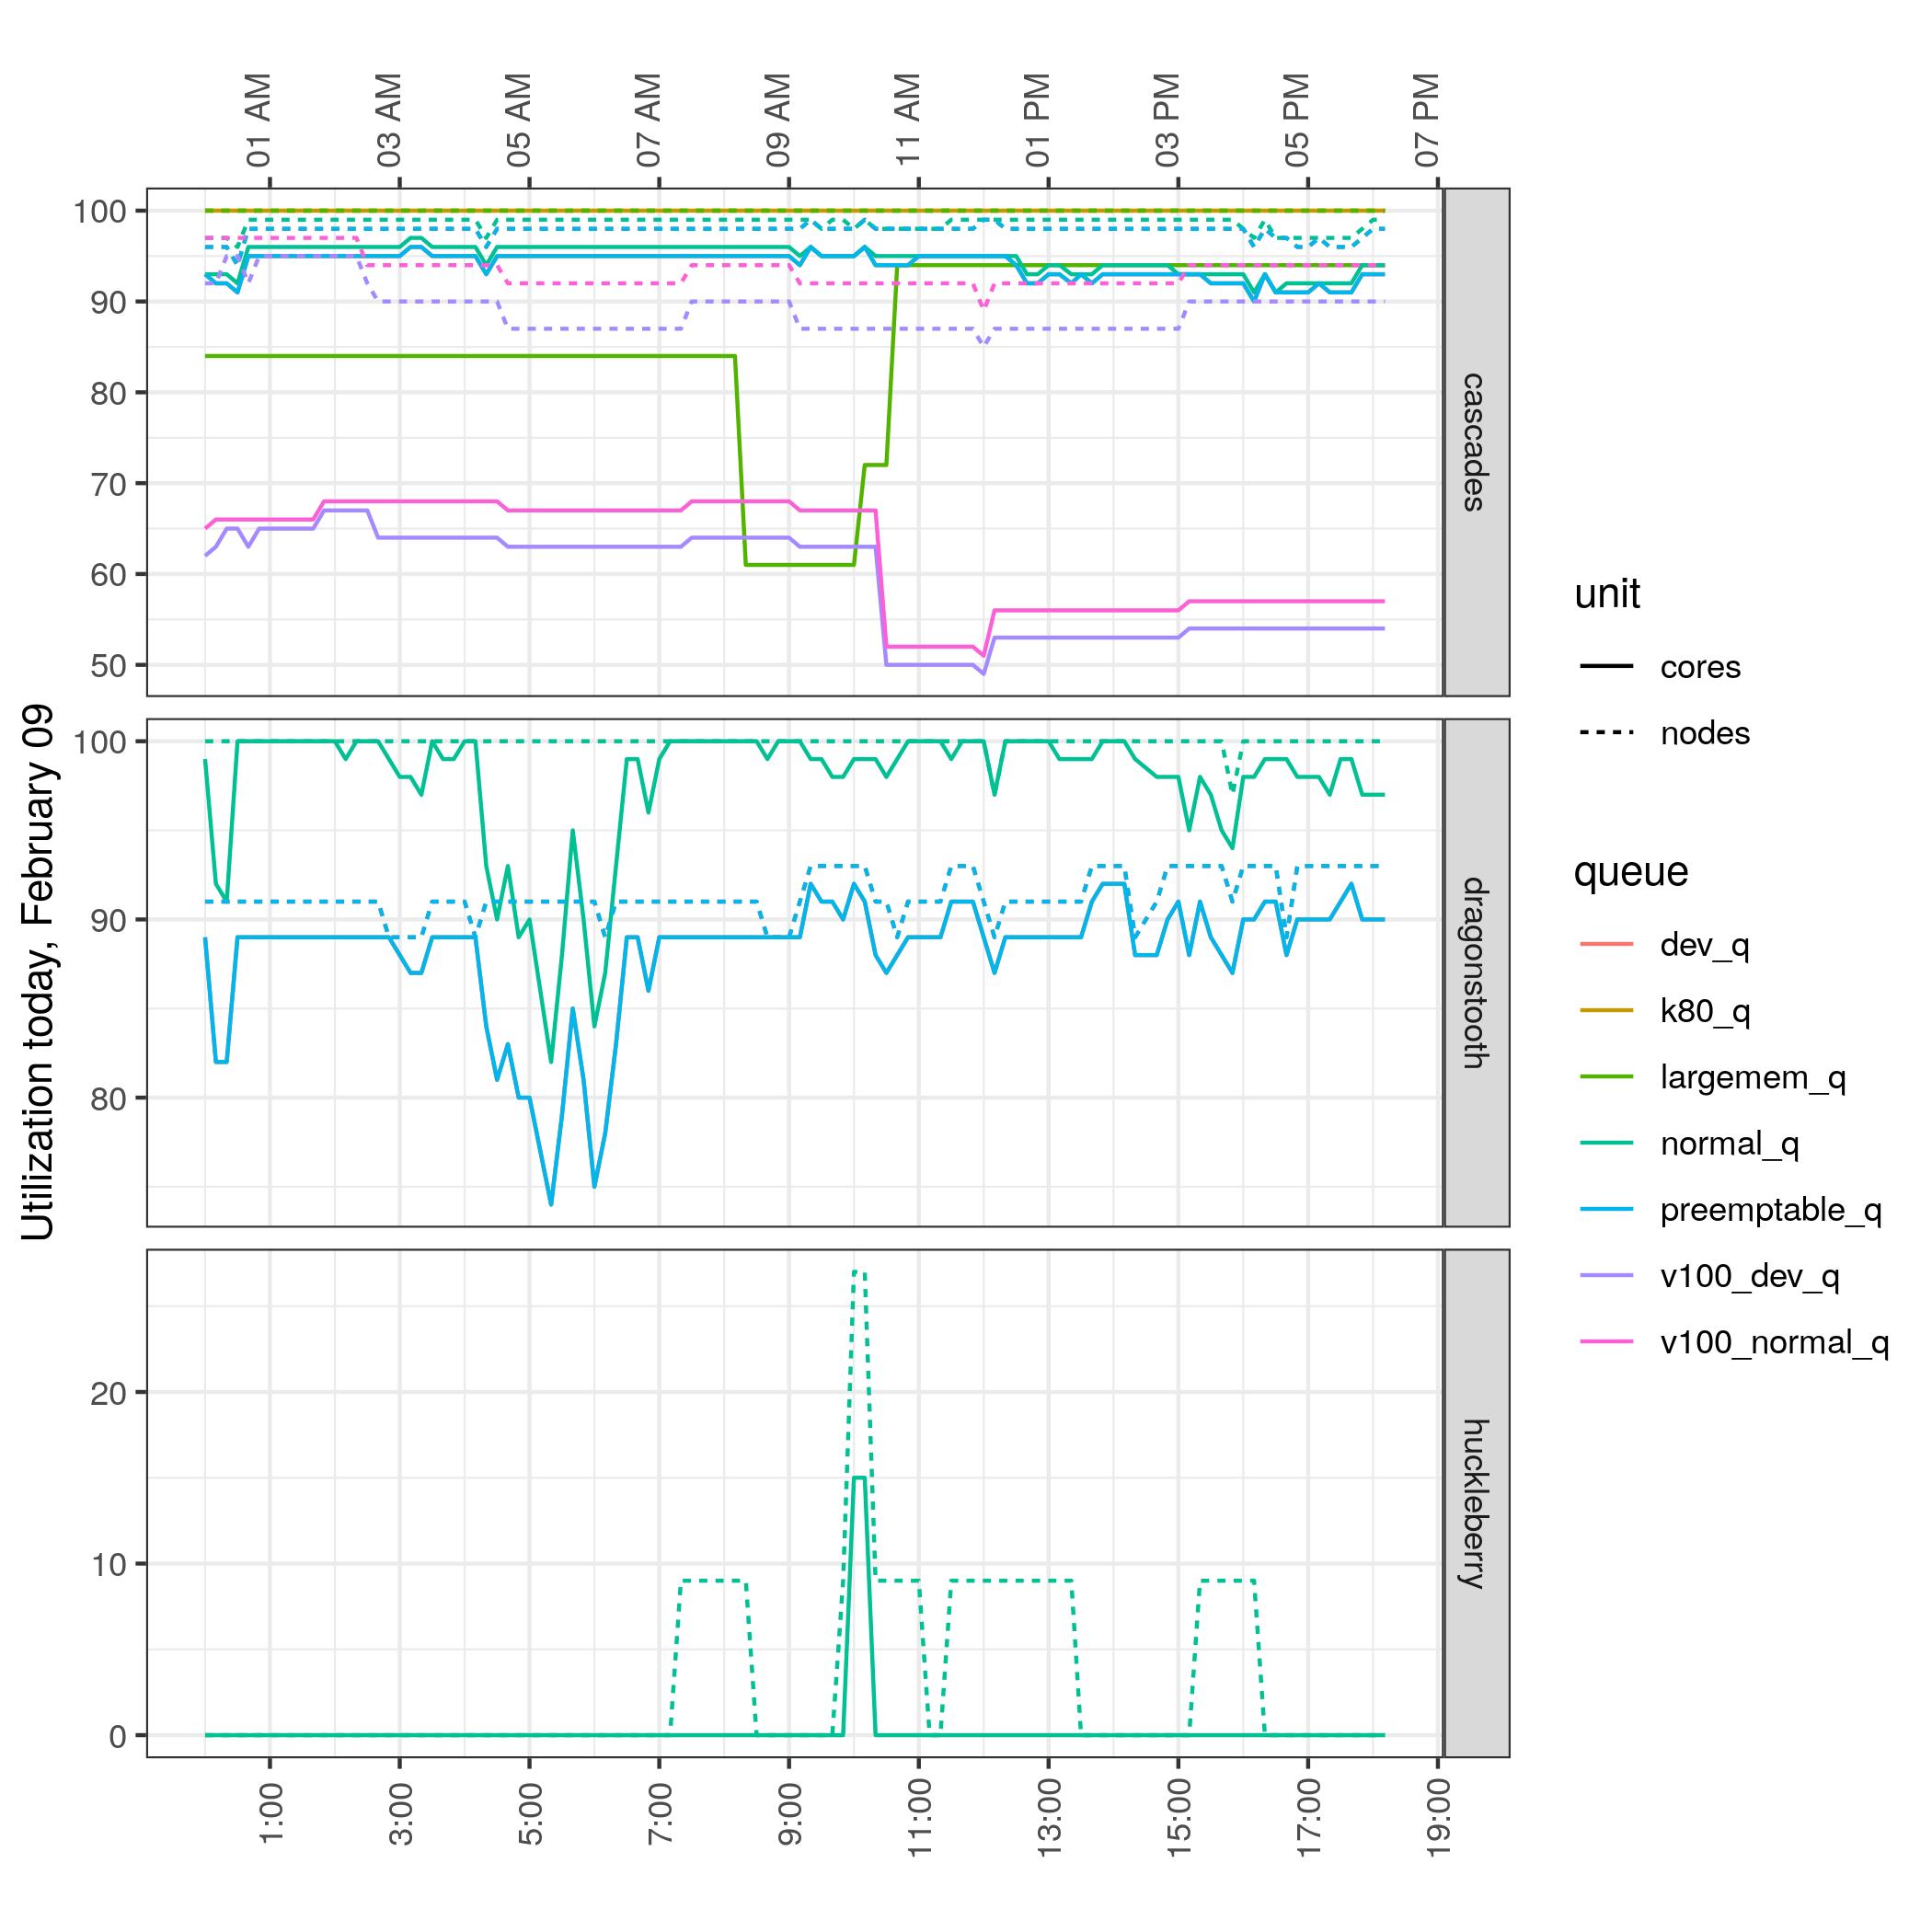 01 AM
03 AM
05 AM
07 AM
09 AM
11 AM
01 PM
03 PM
05 PM
07 PM
Utilization today, February 09
100
90
80
70
60
50
cascades
100
90
80
dragonstooth
20
10
0
huckleberry
1:00
3:00
5:00
7:00
9:00
11:00
13:00
15:00
17:00
19:00
unit
cores
nodes
queue
dev_q
k80_q
largemem_q
normal_q
preemptable_q
v100_dev_q
v100_normal_q